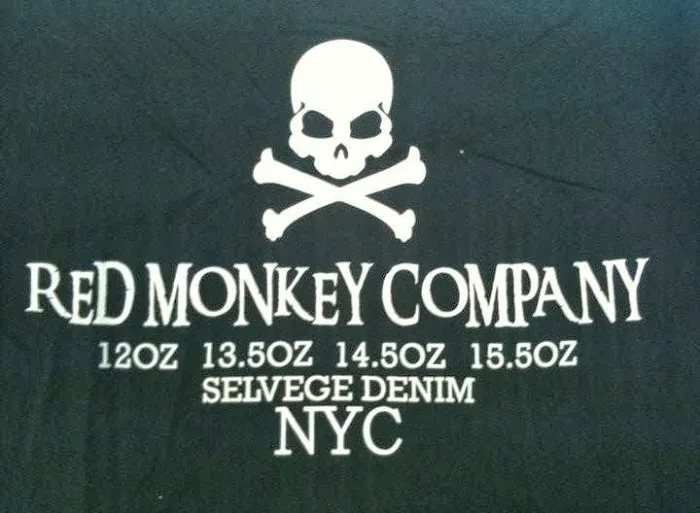 RED MONKEY COMPANY
12OZ 13.5OZ 14.5OZ 15.5OZ
SELVEGE DENIM
NYC